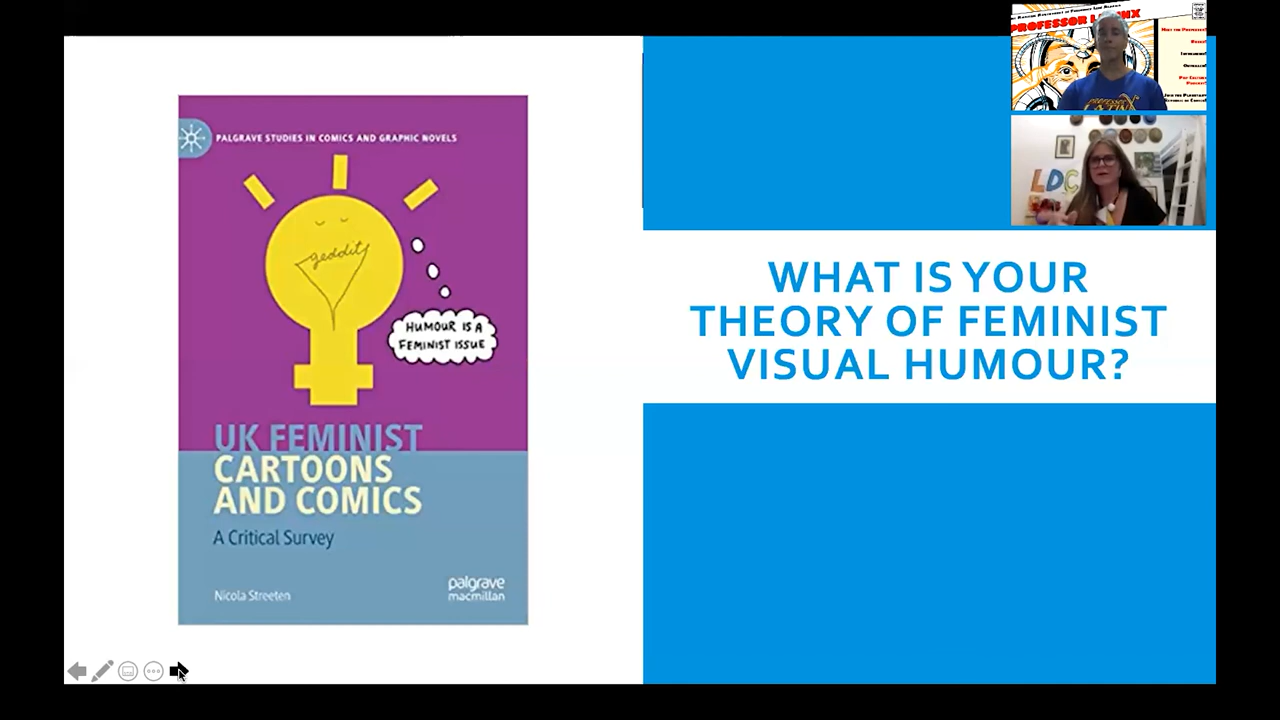 PALGRAVE STUDIES IN COMICS AND GRAPHIC NOVELS
geddit
HUMOUR IS A
FEMINIST ISSUE
UK FEMINIST
CARTOONS
AND COMICS
A Critical Survey
Nicola Streeten
palgrave
macmillan
WHAT IS YOUR
THEORY OF FEMINIST
VISUAL HUMOUR?
PROFESSOR
PROFESSOR
LDC